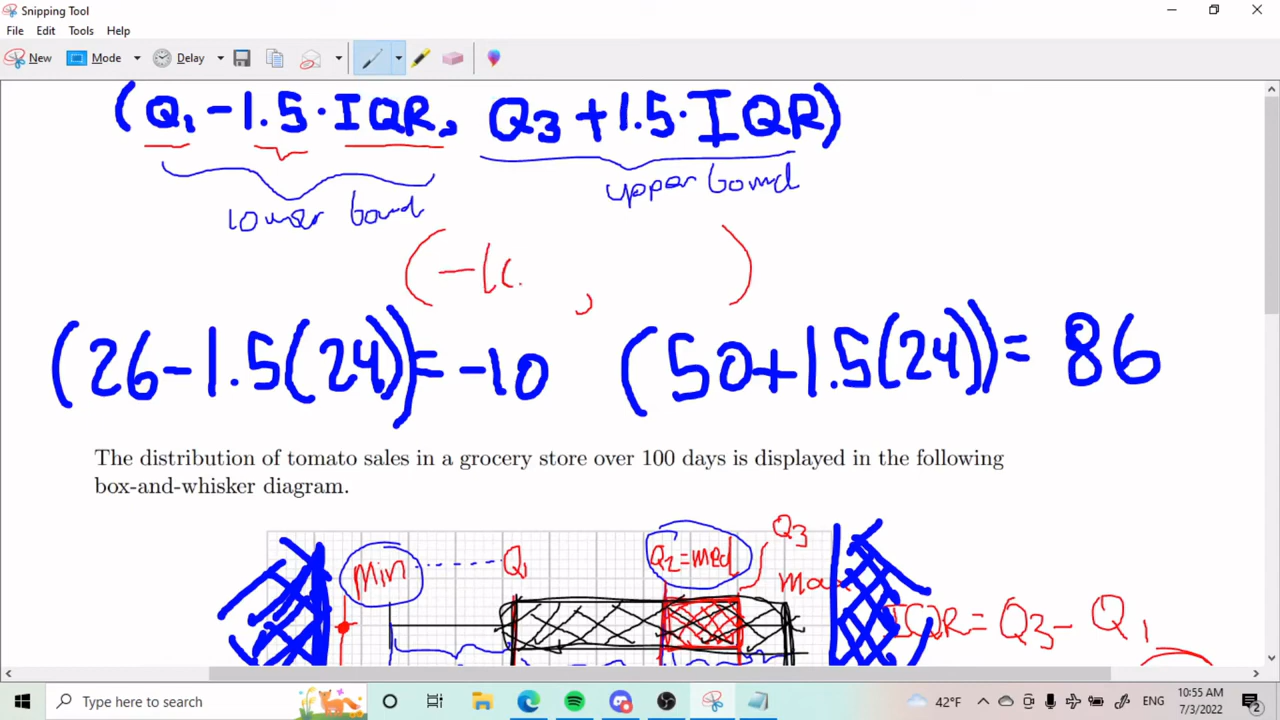 Snipping Tool
File Edit Tools Help
New Mode Delay
(Q₁ - 1.5 · IQR, Q3 + 1.5 · IQR)
lower bound upper bound
(-10 , )
(26 - 1.5(24)) = -10 (50 + 1.5(24)) = 86
The distribution of tomato sales in a grocery store over 100 days is displayed in the following
box-and-whisker diagram.
Min Q₁ Q₂ = med Q3
max
IQR = Q3 - Q₁
Type here to search 42°F ENG 10:55 AM
7/3/2022 2